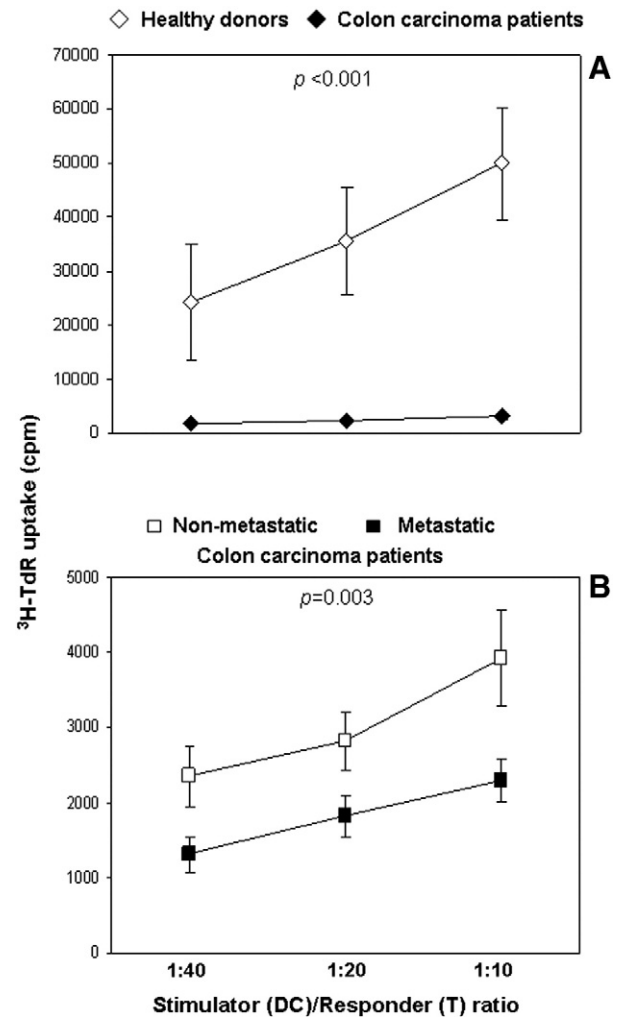 Healthy donors Colon carcinoma patients
A
p <0.001
70000
60000
50000
40000
30000
20000
10000
0
³H-TdR uptake (cpm)
Non-metastatic Metastatic
Colon carcinoma patients
B
p=0.003
5000
4000
3000
2000
1000
0
1:40 1:20 1:10
Stimulator (DC)/Responder (T) ratio